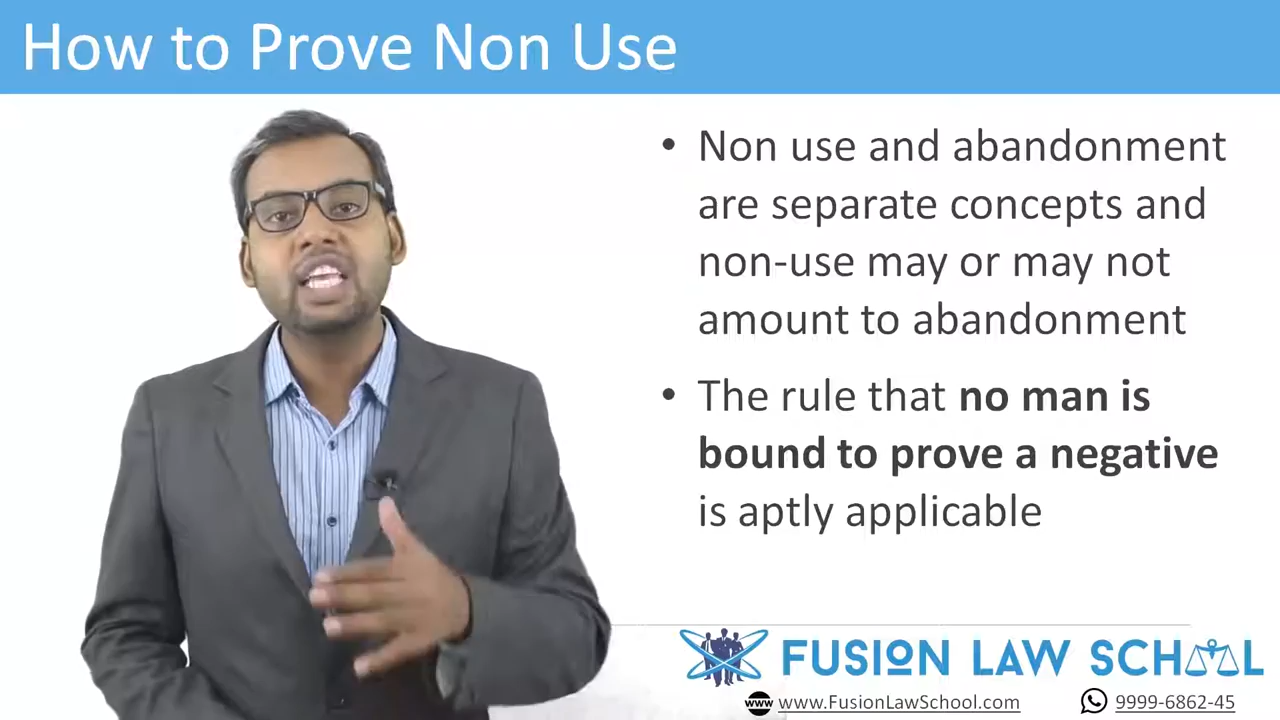 How to Prove Non Use
• Non use and abandonment
are separate concepts and
non-use may or may not
amount to abandonment
• The rule that no man is
bound to prove a negative
is aptly applicable
FUSION LAW SCHOOL
www.FusionLawSchool.com
9999-6862-45